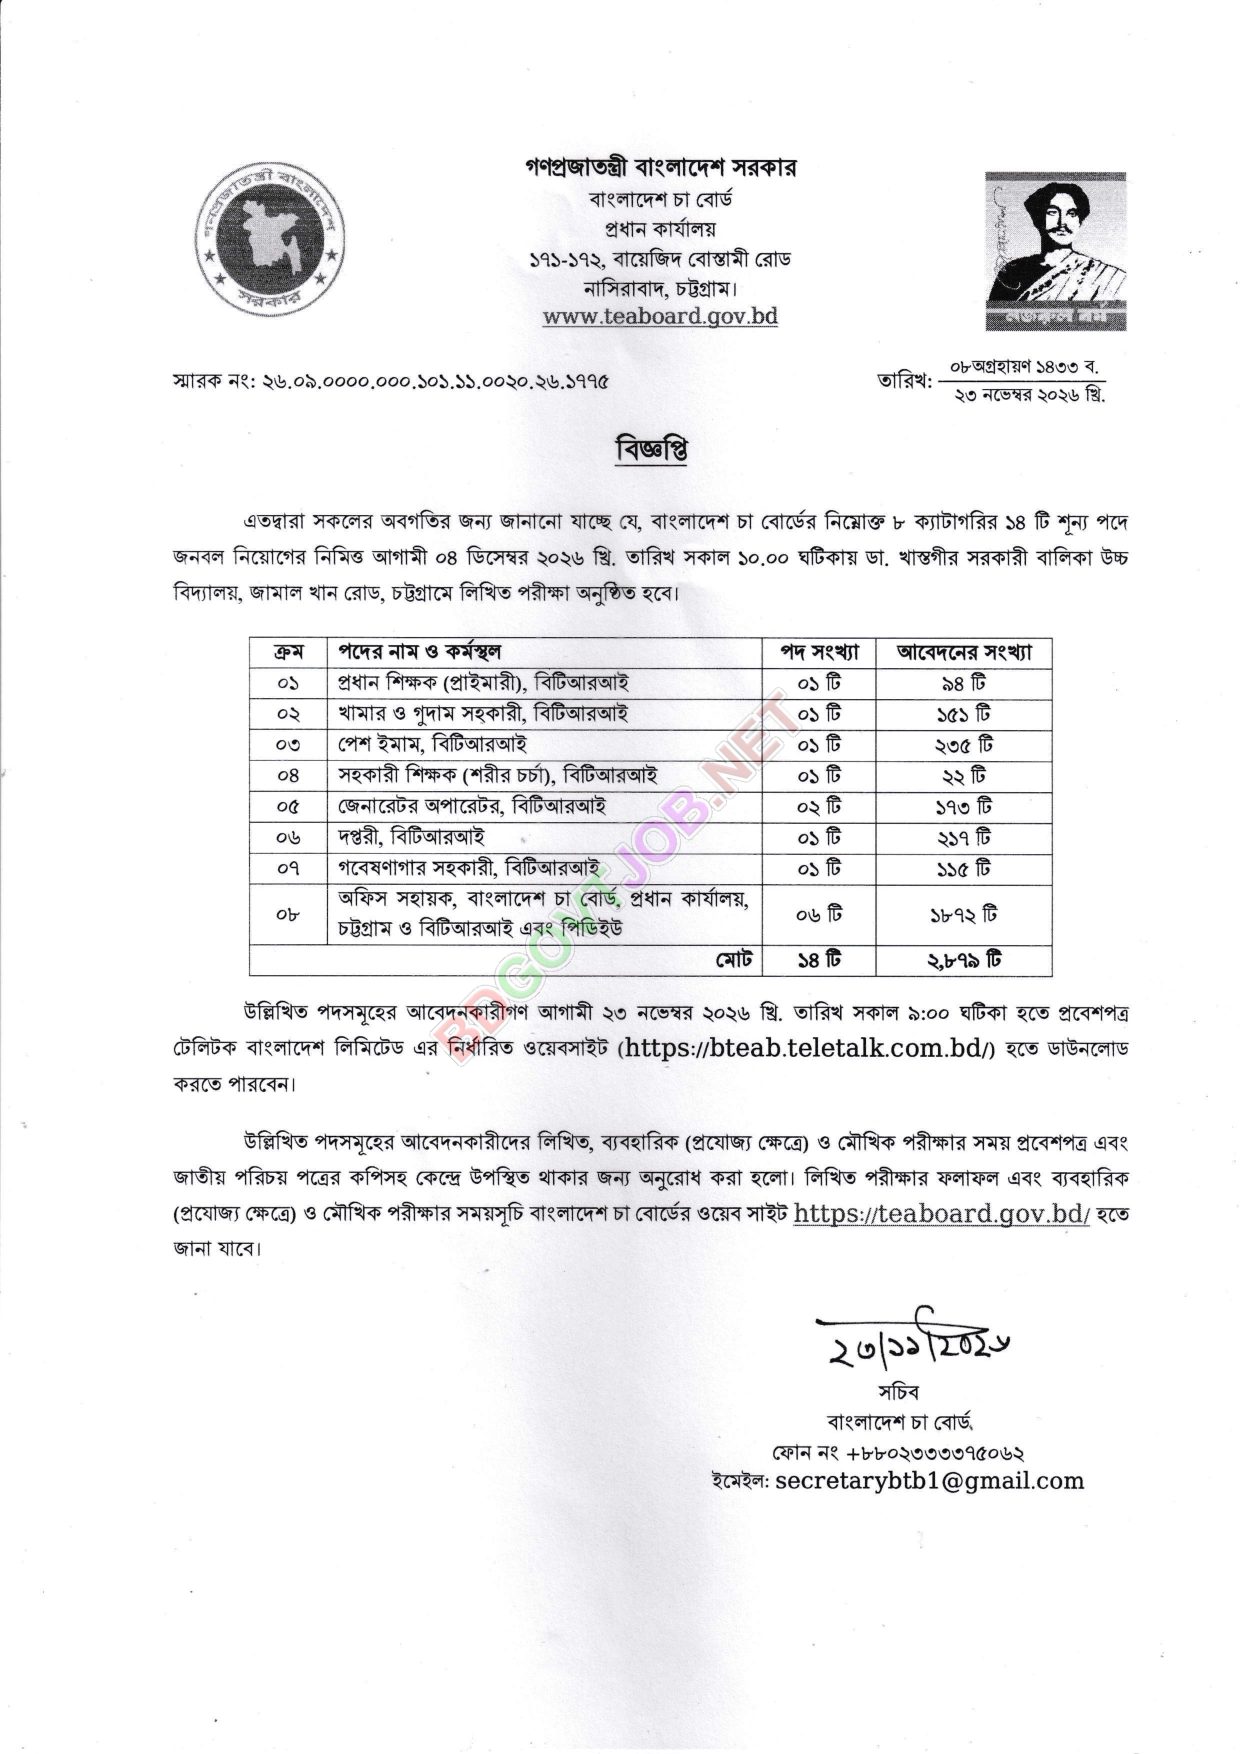 গণপ্রজাতন্ত্রী বাংলাদেশ সরকার
বাংলাদেশ চা বোর্ড
প্রধান কার্যালয়
১৭১-১৭২, বায়েজিদ বোস্তামী রোড
নাসিরাবাদ, চট্টগ্রাম।
www.teaboard.gov.bd
গণপ্রজাতন্ত্রী বাংলাদেশ
সরকার
নজরুল বর্ষ
স্মারক নং: ২৬.০৯.০০০০.০০০.১০১.১১.০০২০.২৬.১৭৭৫
তারিখ: ০৮অগ্রহায়ণ ১৪৩৩ ব.
২৩ নভেম্বর ২০২৬ খ্রি.
বিজ্ঞপ্তি
এতদ্বারা সকলের অবগতির জন্য জানানো যাচ্ছে যে, বাংলাদেশ চা বোর্ডের নিম্নোক্ত ৮ ক্যাটাগরির ১৪ টি শূন্য পদে
জনবল নিয়োগের নিমিত্ত আগামী ০৪ ডিসেম্বর ২০২৬ খ্রি. তারিখ সকাল ১০.০০ ঘটিকায় ডা. খাস্তগীর সরকারী বালিকা উচ্চ
বিদ্যালয়, জামাল খান রোড, চট্টগ্রামে লিখিত পরীক্ষা অনুষ্ঠিত হবে।
ক্রম পদের নাম ও কর্মস্থল পদ সংখ্যা আবেদনের সংখ্যা
০১ প্রধান শিক্ষক (প্রাইমারী), বিটিআরআই ০১ টি ৯৪ টি
০২ খামার ও গুদাম সহকারী, বিটিআরআই ০১ টি ১৫১ টি
০৩ পেশ ইমাম, বিটিআরআই ০১ টি ২৩৫ টি
০৪ সহকারী শিক্ষক (শরীর চর্চা), বিটিআরআই ০১ টি ২২ টি
০৫ জেনারেটর অপারেটর, বিটিআরআই ০২ টি ১৭৩ টি
০৬ দপ্তরী, বিটিআরআই ০১ টি ২১৭ টি
০৭ গবেষণাগার সহকারী, বিটিআরআই ০১ টি ১১৫ টি
০৮ অফিস সহায়ক, বাংলাদেশ চা বোর্ড, প্রধান কার্যালয়,
চট্টগ্রাম ও বিটিআরআই এবং পিডিইউ ০৬ টি ১৮৭২ টি
মোট ১৪ টি ২,৮৭৯ টি
BDGOVTJOB.NET
উল্লিখিত পদসমূহের আবেদনকারীগণ আগামী ২৩ নভেম্বর ২০২৬ খ্রি. তারিখ সকাল ৯:০০ ঘটিকা হতে প্রবেশপত্র
টেলিটক বাংলাদেশ লিমিটেড এর নির্ধারিত ওয়েবসাইট (https://bteab.teletalk.com.bd/) হতে ডাউনলোড
করতে পারবেন।
উল্লিখিত পদসমূহের আবেদনকারীদের লিখিত, ব্যবহারিক (প্রযোজ্য ক্ষেত্রে) ও মৌখিক পরীক্ষার সময় প্রবেশপত্র এবং
জাতীয় পরিচয় পত্রের কপিসহ কেন্দ্রে উপস্থিত থাকার জন্য অনুরোধ করা হলো। লিখিত পরীক্ষার ফলাফল এবং ব্যবহারিক
(প্রযোজ্য ক্ষেত্রে) ও মৌখিক পরীক্ষার সময়সূচি বাংলাদেশ চা বোর্ডের ওয়েব সাইট https://teaboard.gov.bd/ হতে
জানা যাবে।
২৩/১১/২০২৬
সচিব
বাংলাদেশ চা বোর্ড
ফোন নং +৮৮০২৩৩৩৩৭৫০৬২
ইমেইল: secretarybtb1@gmail.com